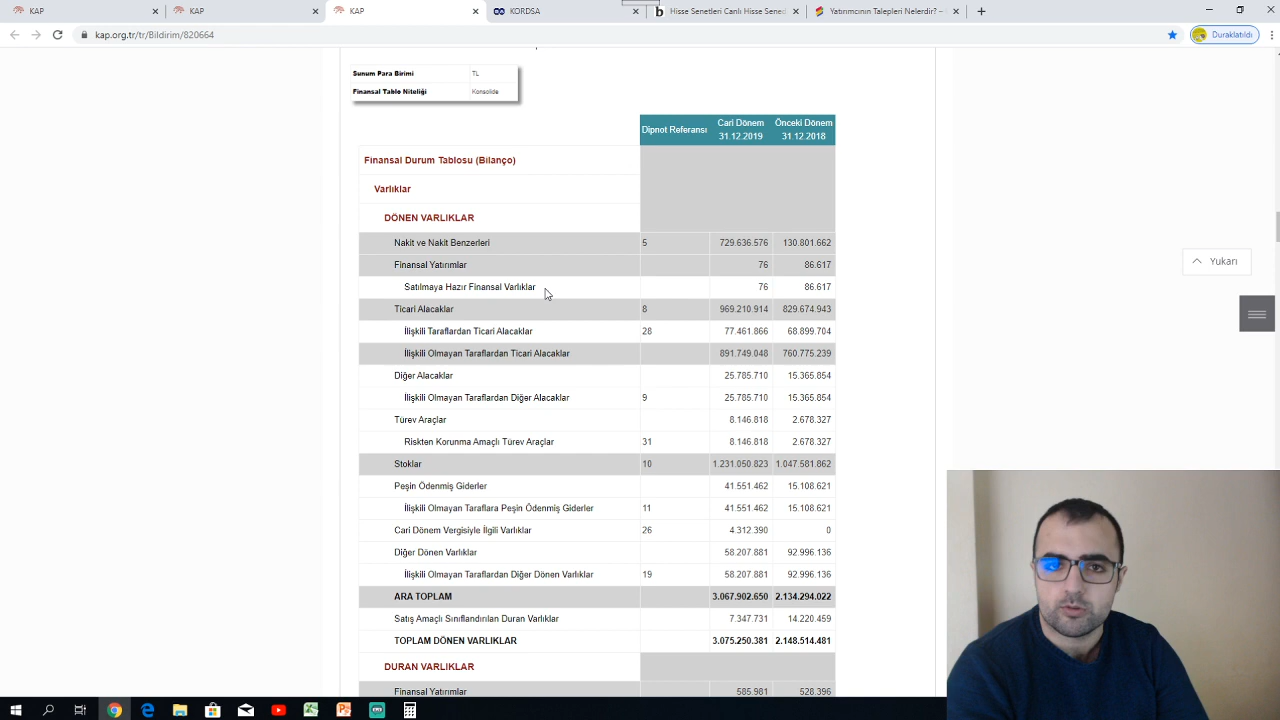 KAP
KAP
KAP
KORDSA
Hisse Senetleri Canlı Hisse Sened
Yatırımcının Talepleri Nelerdir? –
kap.org.tr/tr/Bildirim/820664
Duraklatıldı
Sunum Para Birimi TL
Finansal Tablo Niteliği Konsolide
Dipnot Referansı Cari Dönem 31.12.2019 Önceki Dönem 31.12.2018
Finansal Durum Tablosu (Bilanço)
Varlıklar
DÖNEN VARLIKLAR
Nakit ve Nakit Benzerleri 5 729.636.576 130.801.662
Finansal Yatırımlar 76 86.617
Satılmaya Hazır Finansal Varlıklar 76 86.617
Ticari Alacaklar 8 969.210.914 829.674.943
İlişkili Taraflardan Ticari Alacaklar 28 77.461.866 68.899.704
İlişkili Olmayan Taraflardan Ticari Alacaklar 891.749.048 760.775.239
Diğer Alacaklar 25.785.710 15.365.854
İlişkili Olmayan Taraflardan Diğer Alacaklar 9 25.785.710 15.365.854
Türev Araçlar 8.146.818 2.678.327
Riskten Korunma Amaçlı Türev Araçlar 31 8.146.818 2.678.327
Stoklar 10 1.231.050.823 1.047.581.862
Peşin Ödenmiş Giderler 41.551.462 15.108.621
İlişkili Olmayan Taraflara Peşin Ödenmiş Giderler 11 41.551.462 15.108.621
Cari Dönem Vergisiyle İlgili Varlıklar 26 4.312.390 0
Diğer Dönen Varlıklar 58.207.881 92.996.136
İlişkili Olmayan Taraflardan Diğer Dönen Varlıklar 19 58.207.881 92.996.136
ARA TOPLAM 3.067.902.650 2.134.294.022
Satış Amaçlı Sınıflandırılan Duran Varlıklar 7.347.731 14.220.459
TOPLAM DÖNEN VARLIKLAR 3.075.250.381 2.148.514.481
DURAN VARLIKLAR
Finansal Yatırımlar 585.981 528.396
Yukarı